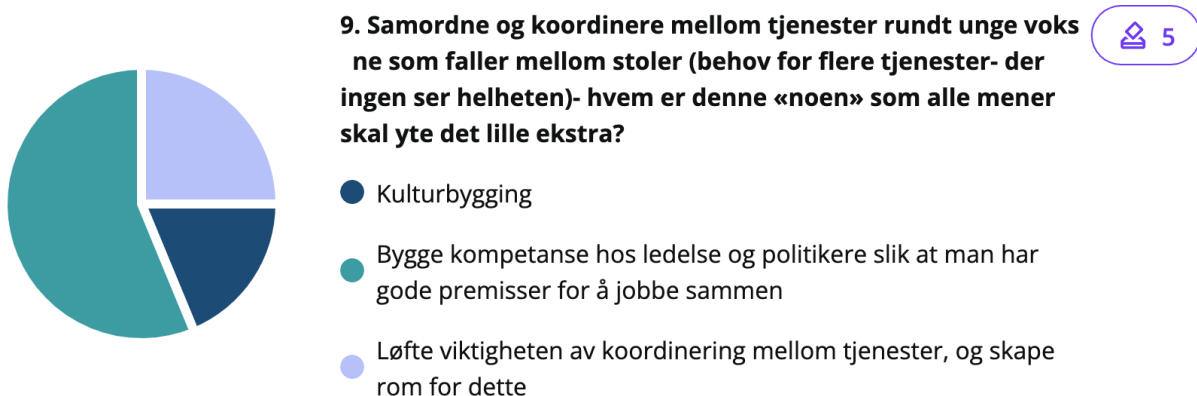 9. Samordne og koordinere mellom tjenester rundt unge voks
ne som faller mellom stoler (behov for flere tjenester- der
ingen ser helheten)- hvem er denne «noen» som alle mener
skal yte det lille ekstra?
5
Kulturbygging
Bygge kompetanse hos ledelse og politikere slik at man har
gode premisser for å jobbe sammen
Løfte viktigheten av koordinering mellom tjenester, og skape
rom for dette